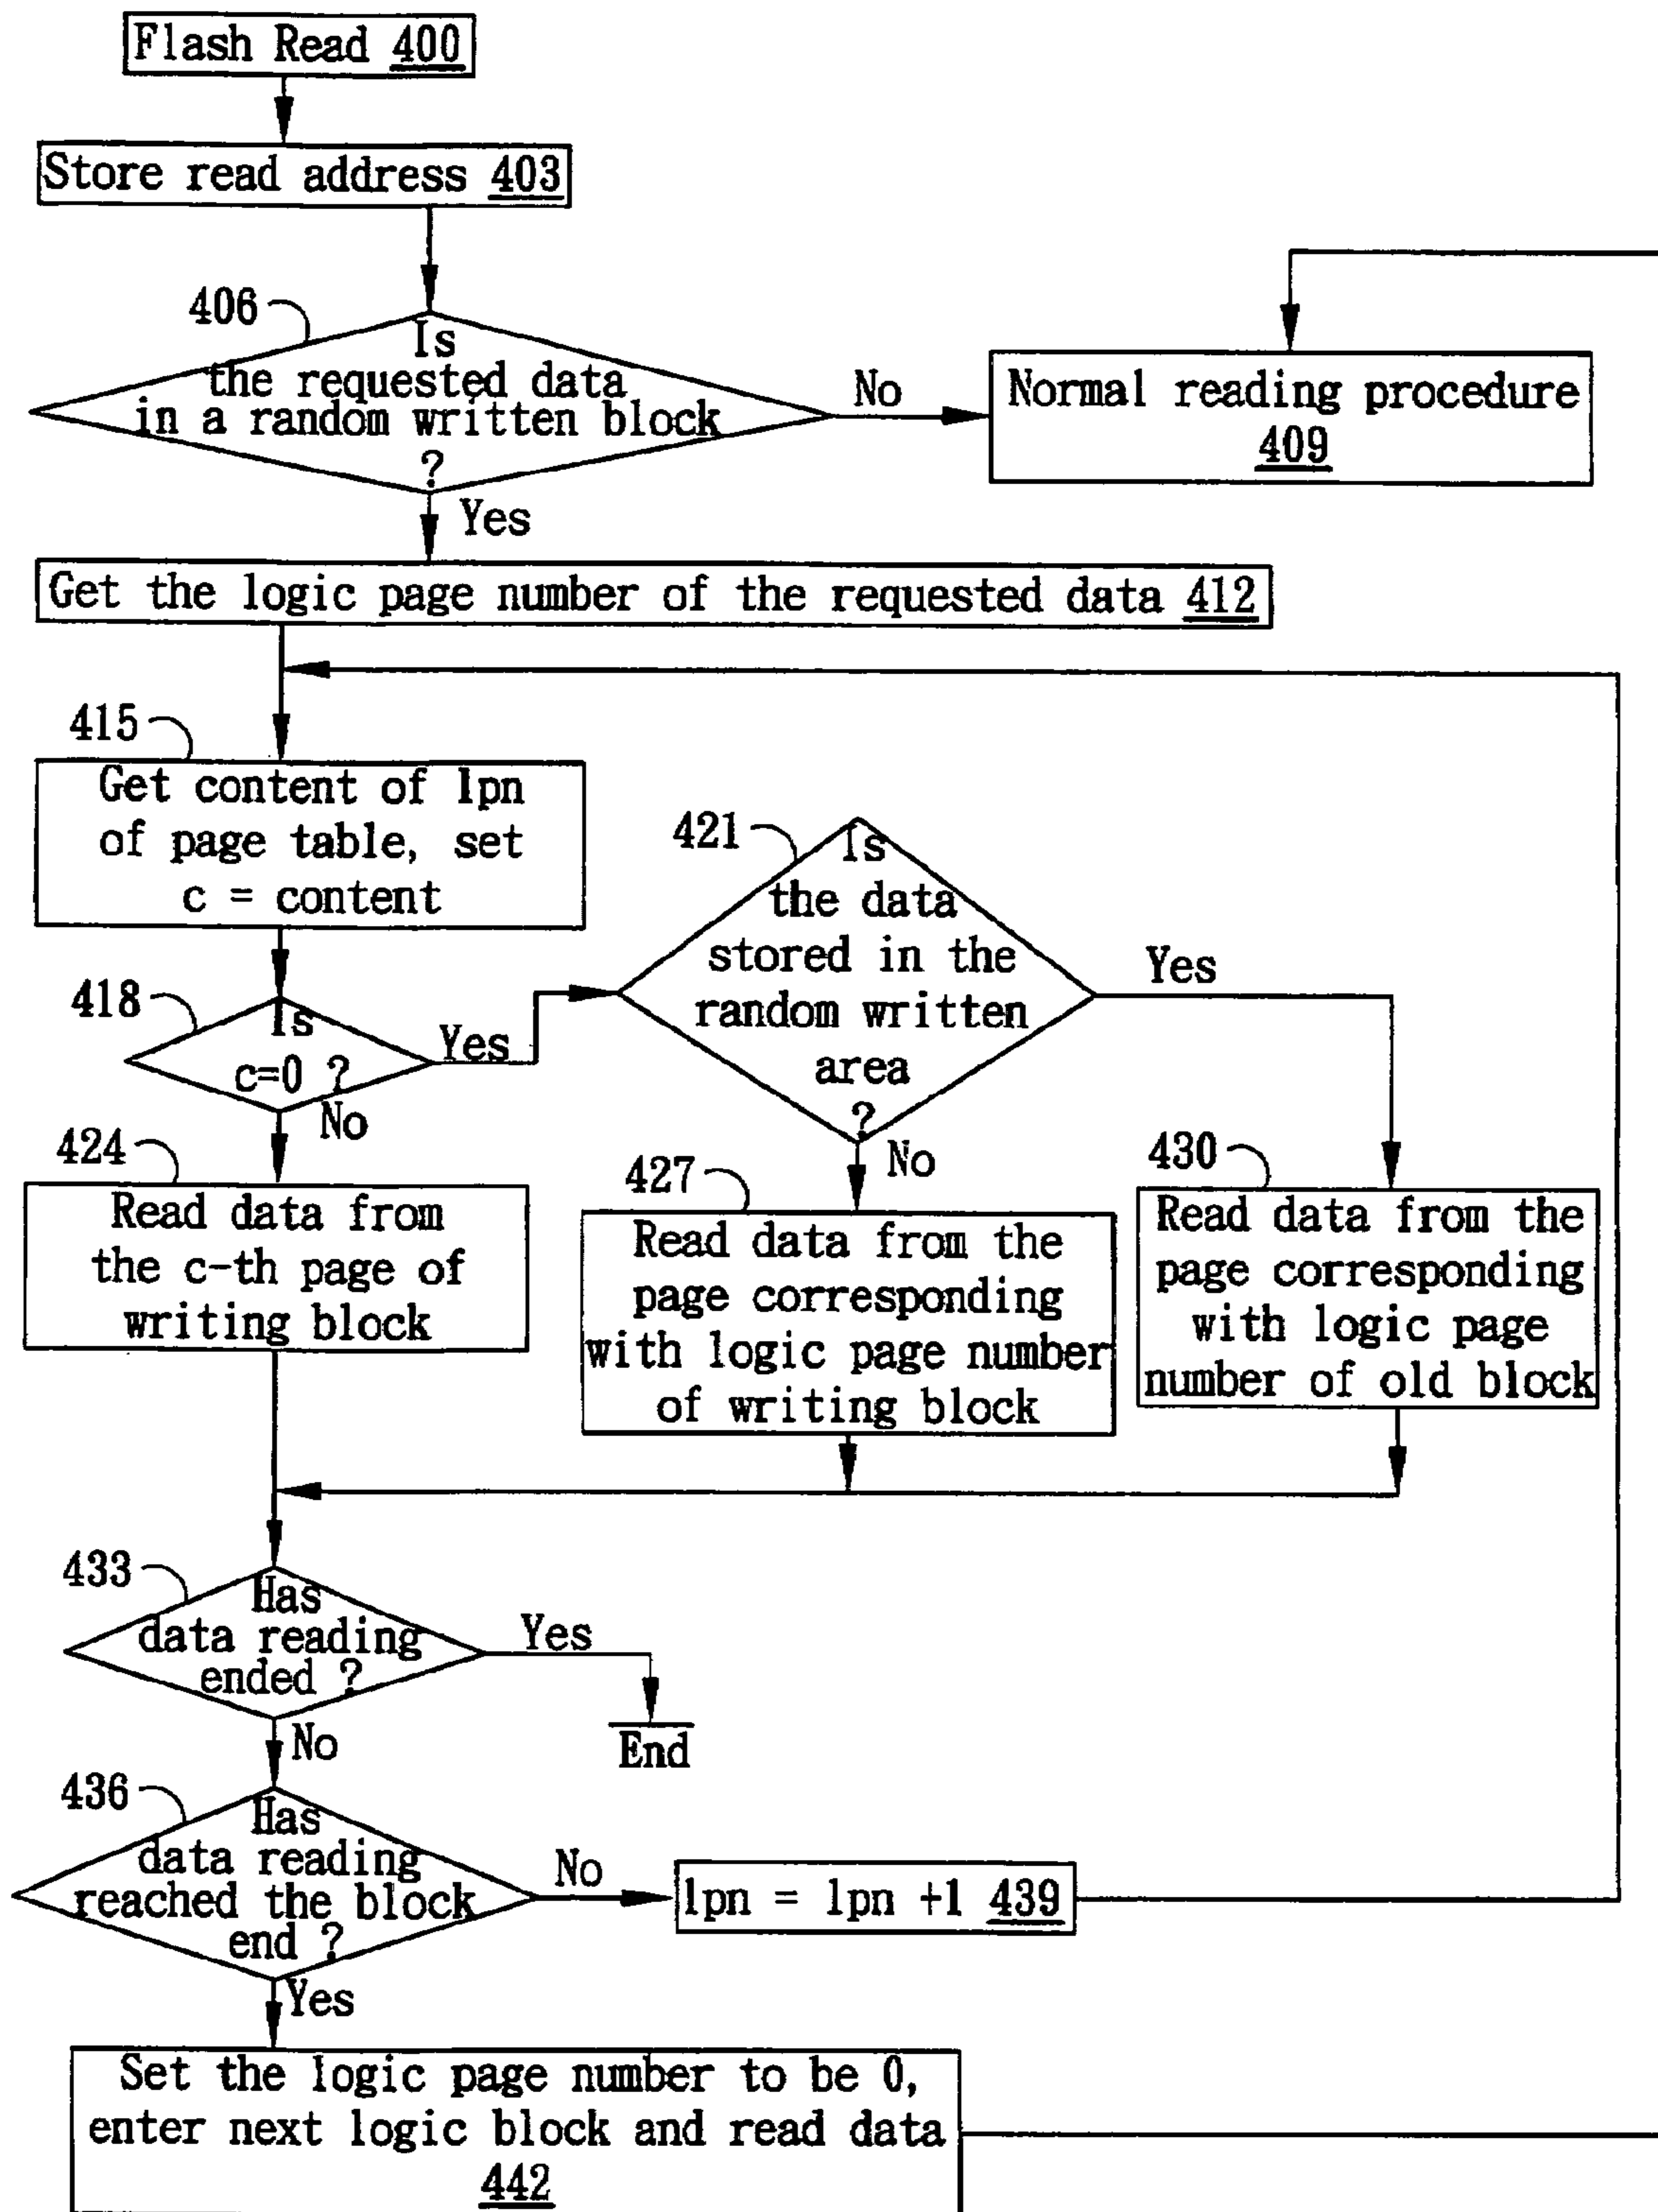 Flash Read 400
Store read address 403
406
Is
the requested data
in a random written block
?
No
Normal reading procedure
409
Yes
Get the logic page number of the requested data 412
415
Get content of lpn
of page table, set
c = content
418
Is
c=0 ?
Yes
No
421
Is
the data
stored in the
random written
area
?
Yes
No
424
Read data from
the c-th page of
writing block
427
Read data from the
page corresponding
with logic page number
of writing block
430
Read data from the
page corresponding
with logic page
number of old block
433
Has
data reading
ended ?
Yes
End
No
436
Has
data reading
reached the block
end ?
No
lpn = lpn +1 439
Yes
Set the logic page number to be 0,
enter next logic block and read data
442